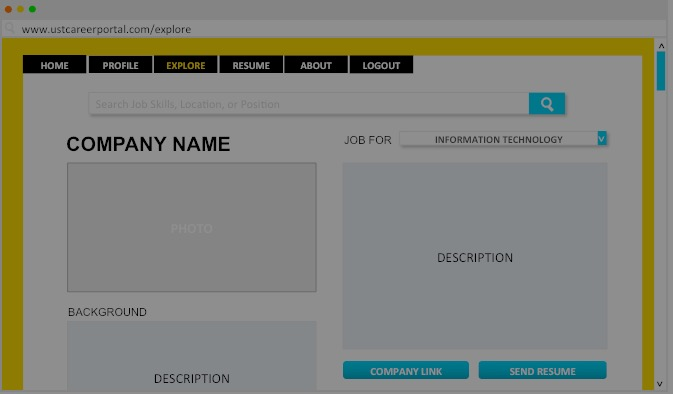 www.ustcareerportal.com/explore
HOME PROFILE EXPLORE RESUME ABOUT LOGOUT
Search Job Skills, Location, or Position
COMPANY NAME
JOB FOR INFORMATION TECHNOLOGY
PHOTO
DESCRIPTION
BACKGROUND
DESCRIPTION
COMPANY LINK SEND RESUME